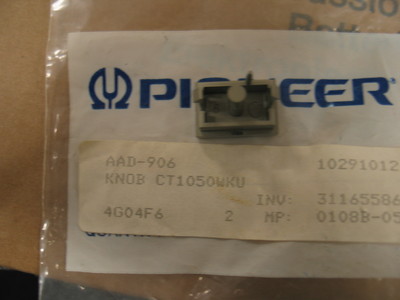 PIONEER
AAD-906 10291012
KNOB CT1050WKU
INV: 31165586
4G04F6 2 MP: 0108B-05